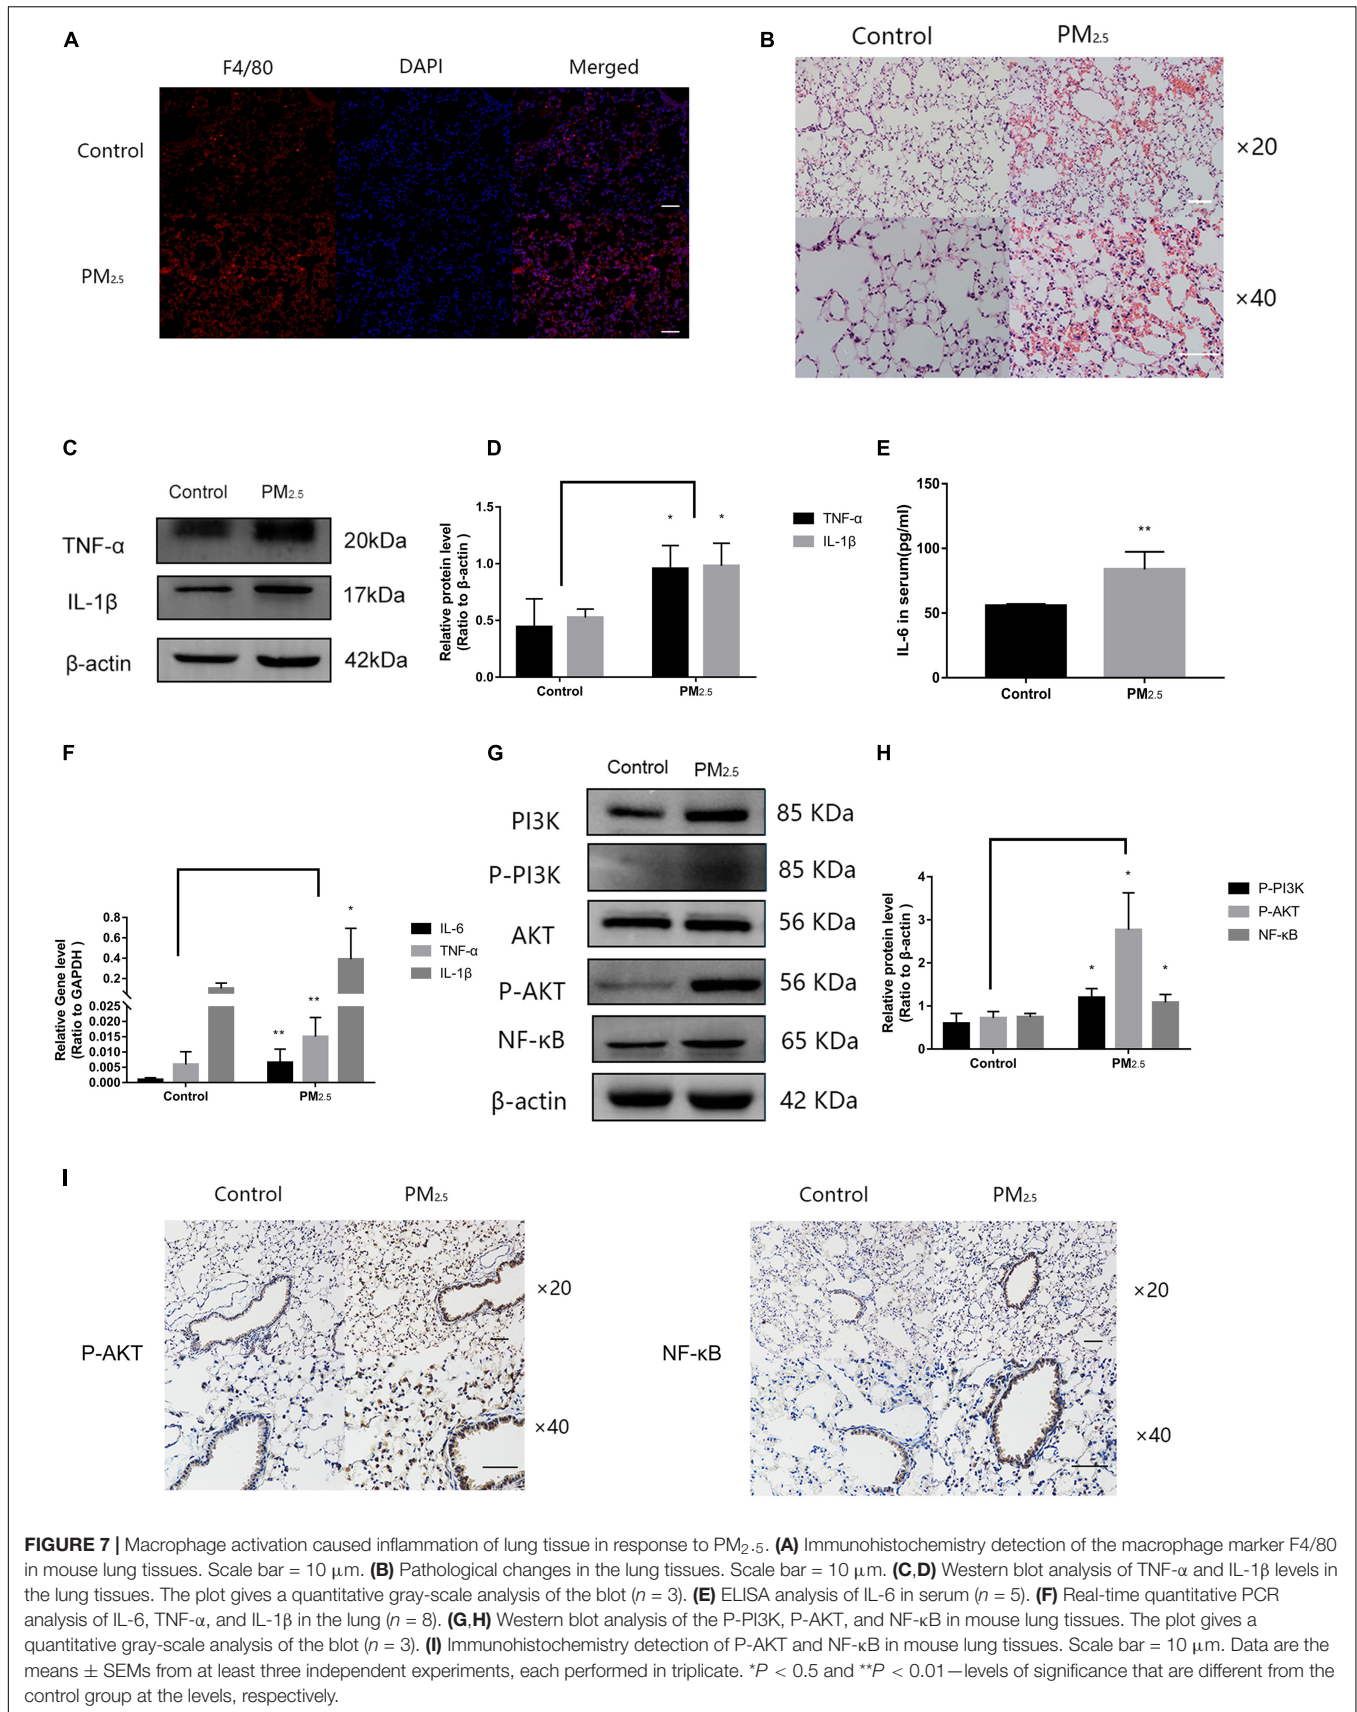 A
F4/80 DAPI Merged
Control
PM2.5
B
Control PM2.5
×20
×40
C
Control PM2.5
TNF-α 20kDa
IL-1β 17kDa
β-actin 42kDa
D
Relative protein level
(Ratio to β-actin )
1.5
1.0
0.5
0.0
* *
Control PM2.5
TNF-α
IL-1β
E
IL-6 in serum(pg/ml)
150
100
50
0
**
Control PM2.5
F
Relative Gene level
(Ratio to GAPDH )
0.8
0.6
0.4
0.2
0.025
0.020
0.015
0.010
0.005
0.000
** ** *
Control PM2.5
IL-6
TNF-α
IL-1β
G
Control PM2.5
PI3K 85 KDa
P-PI3K 85 KDa
AKT 56 KDa
P-AKT 56 KDa
NF-κB 65 KDa
β-actin 42 KDa
H
Relative protein level
(Ratio to β-actin )
4
3
2
1
0
* * *
Control PM2.5
P-PI3K
P-AKT
NF-κB
I
Control PM2.5
P-AKT
×20
×40
Control PM2.5
NF-κB
×20
×40
FIGURE 7 | Macrophage activation caused inflammation of lung tissue in response to PM2.5. (A) Immunohistochemistry detection of the macrophage marker F4/80
in mouse lung tissues. Scale bar = 10 μm. (B) Pathological changes in the lung tissues. Scale bar = 10 μm. (C,D) Western blot analysis of TNF-α and IL-1β levels in
the lung tissues. The plot gives a quantitative gray-scale analysis of the blot (n = 3). (E) ELISA analysis of IL-6 in serum (n = 5). (F) Real-time quantitative PCR
analysis of IL-6, TNF-α, and IL-1β in the lung (n = 8). (G,H) Western blot analysis of the P-PI3K, P-AKT, and NF-κB in mouse lung tissues. The plot gives a
quantitative gray-scale analysis of the blot (n = 3). (I) Immunohistochemistry detection of P-AKT and NF-κB in mouse lung tissues. Scale bar = 10 μm. Data are the
means ± SEMs from at least three independent experiments, each performed in triplicate. *P < 0.5 and **P < 0.01—levels of significance that are different from the
control group at the levels, respectively.